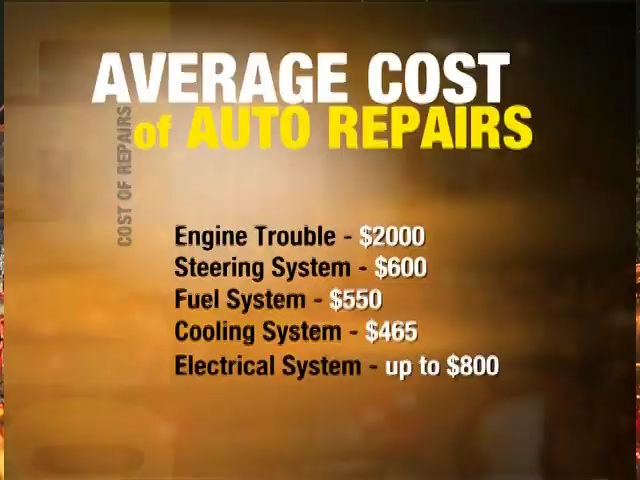 AVERAGE COST
of AUTO REPAIRS
COST OF REPAIRS
Engine Trouble - $2000
Steering System - $600
Fuel System - $550
Cooling System - $465
Electrical System - up to $800